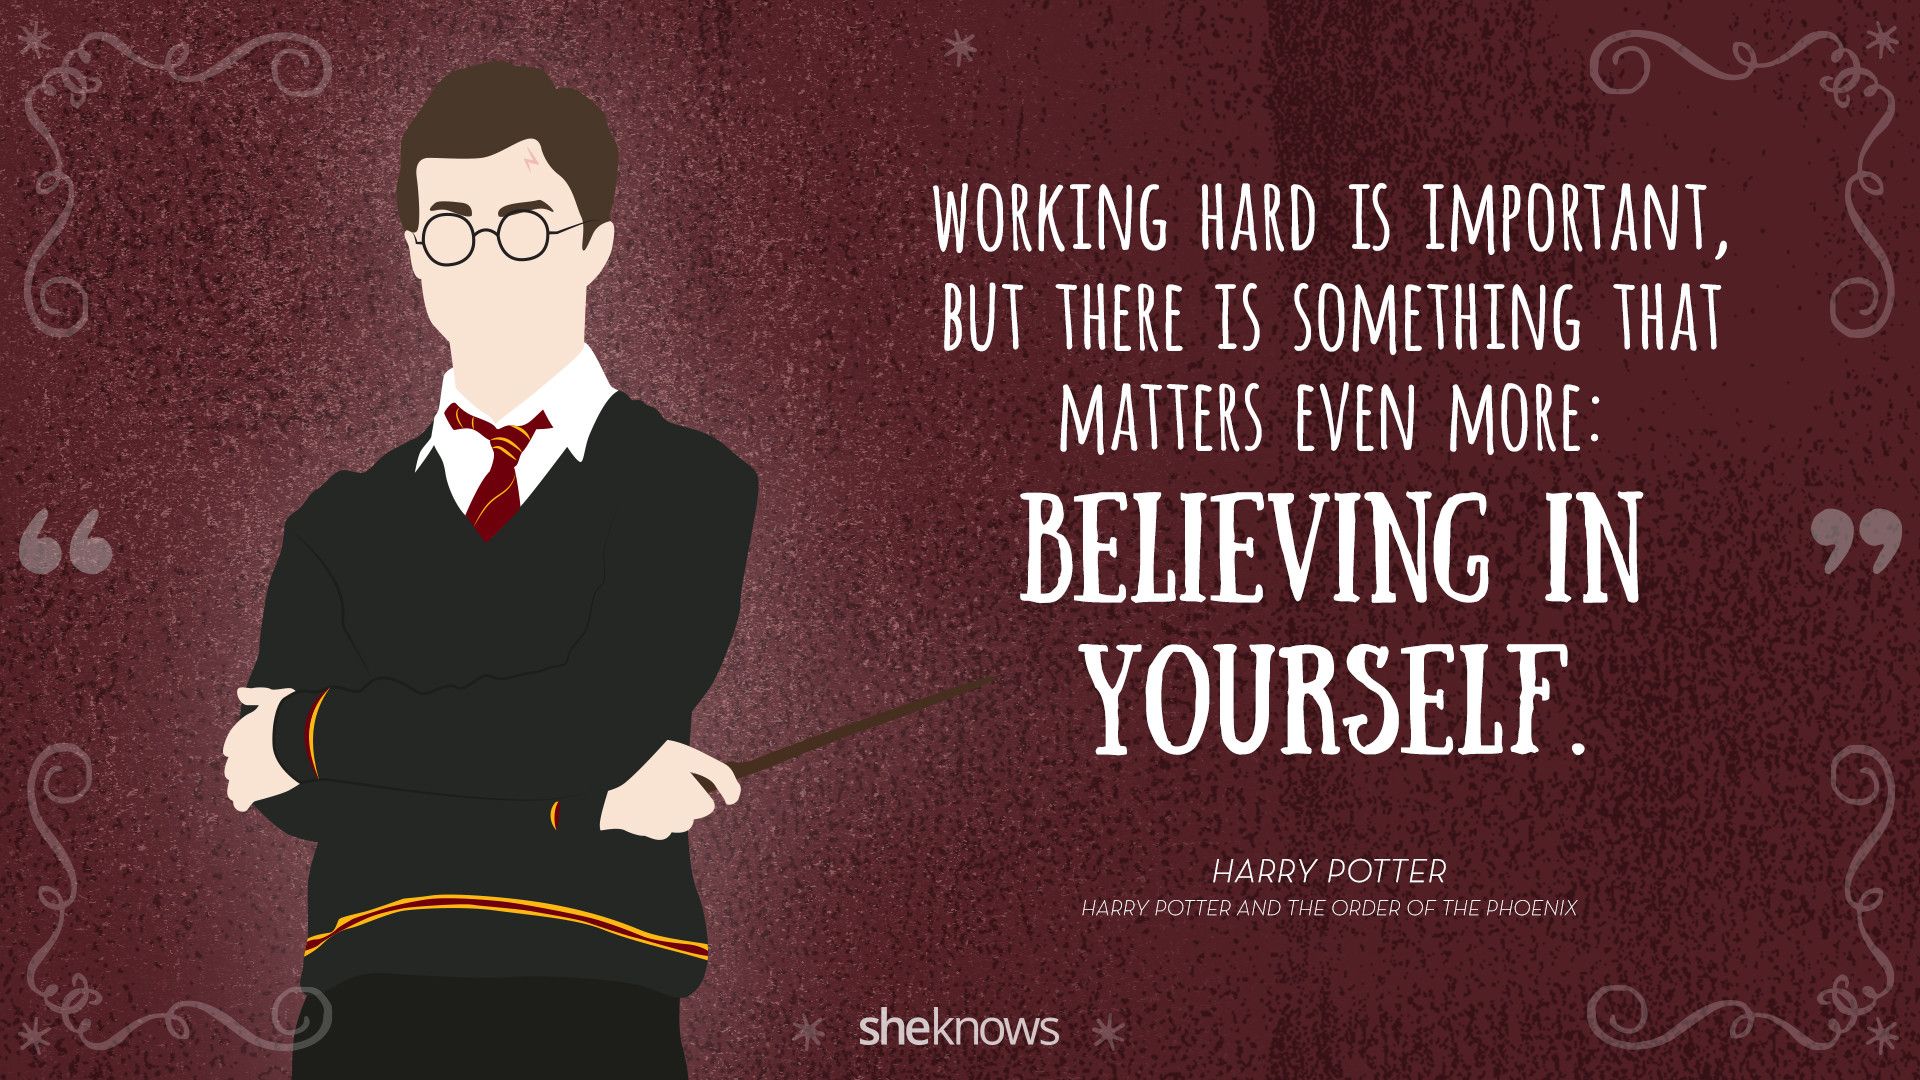 WORKING HARD IS IMPORTANT,
BUT THERE IS SOMETHING THAT
MATTERS EVEN MORE:
BELIEVING IN
YOURSELF.
HARRY POTTER
HARRY POTTER AND THE ORDER OF THE PHOENIX
sheknows